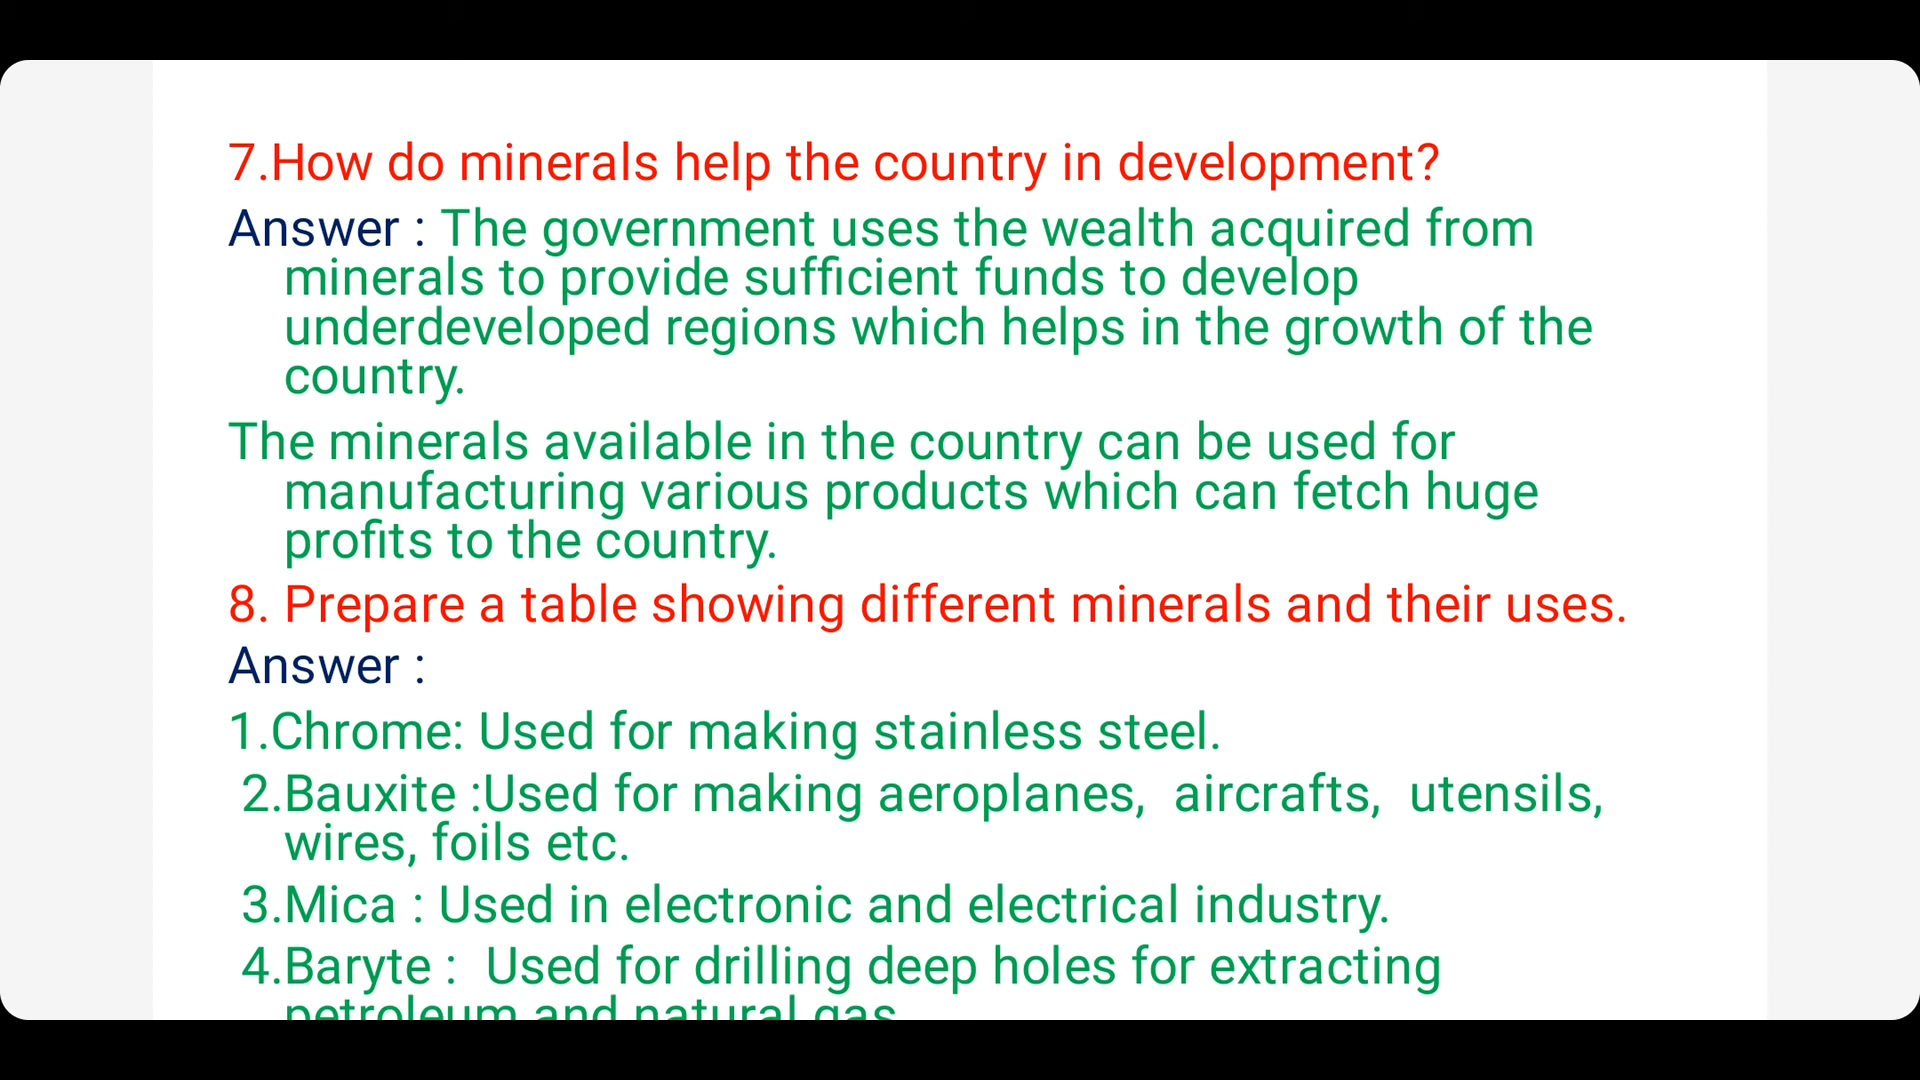 7.How do minerals help the country in development?
Answer : The government uses the wealth acquired from
minerals to provide sufficient funds to develop
underdeveloped regions which helps in the growth of the
country.
The minerals available in the country can be used for
manufacturing various products which can fetch huge
profits to the country.
8. Prepare a table showing different minerals and their uses.
Answer :
1.Chrome: Used for making stainless steel.
2.Bauxite :Used for making aeroplanes, aircrafts, utensils,
wires, foils etc.
3.Mica : Used in electronic and electrical industry.
4.Baryte : Used for drilling deep holes for extracting
petroleum and natural gas